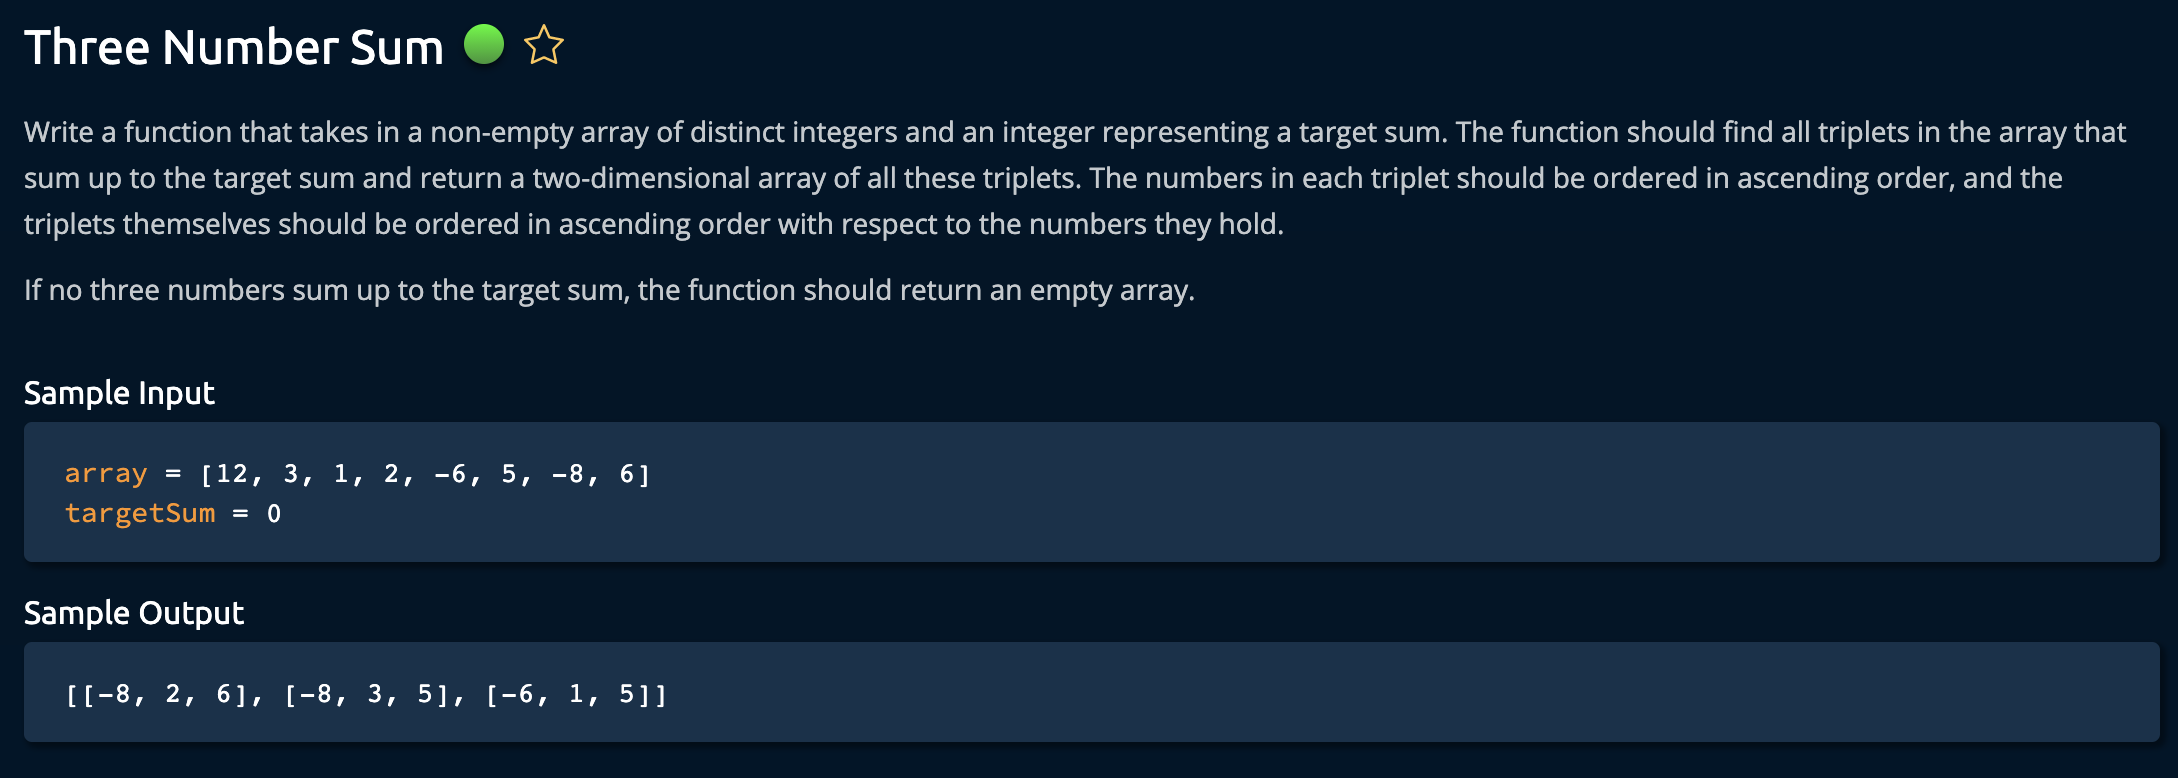 Three Number Sum
Write a function that takes in a non-empty array of distinct integers and an integer representing a target sum. The function should find all triplets in the array that
sum up to the target sum and return a two-dimensional array of all these triplets. The numbers in each triplet should be ordered in ascending order, and the
triplets themselves should be ordered in ascending order with respect to the numbers they hold.
If no three numbers sum up to the target sum, the function should return an empty array.
Sample Input
array = [12, 3, 1, 2, -6, 5, -8, 6]
targetSum = 0
Sample Output
[[-8, 2, 6], [-8, 3, 5], [-6, 1, 5]]